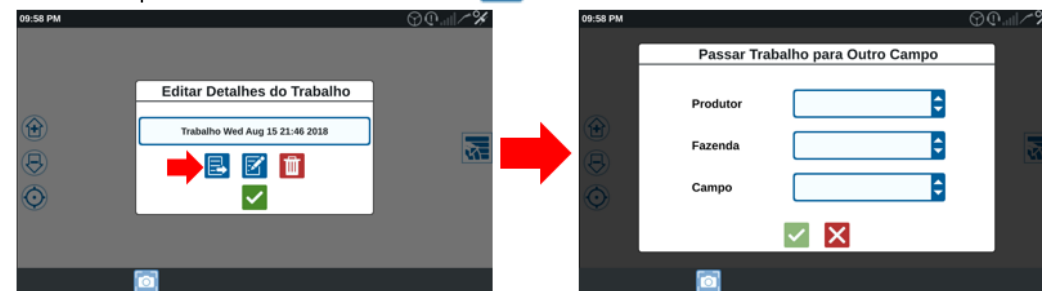 09:58 PM
Editar Detalhes do Trabalho
Trabalho Wed Aug 15 21:46 2018
09:58 PM
Passar Trabalho para Outro Campo
Produtor
Fazenda
Campo